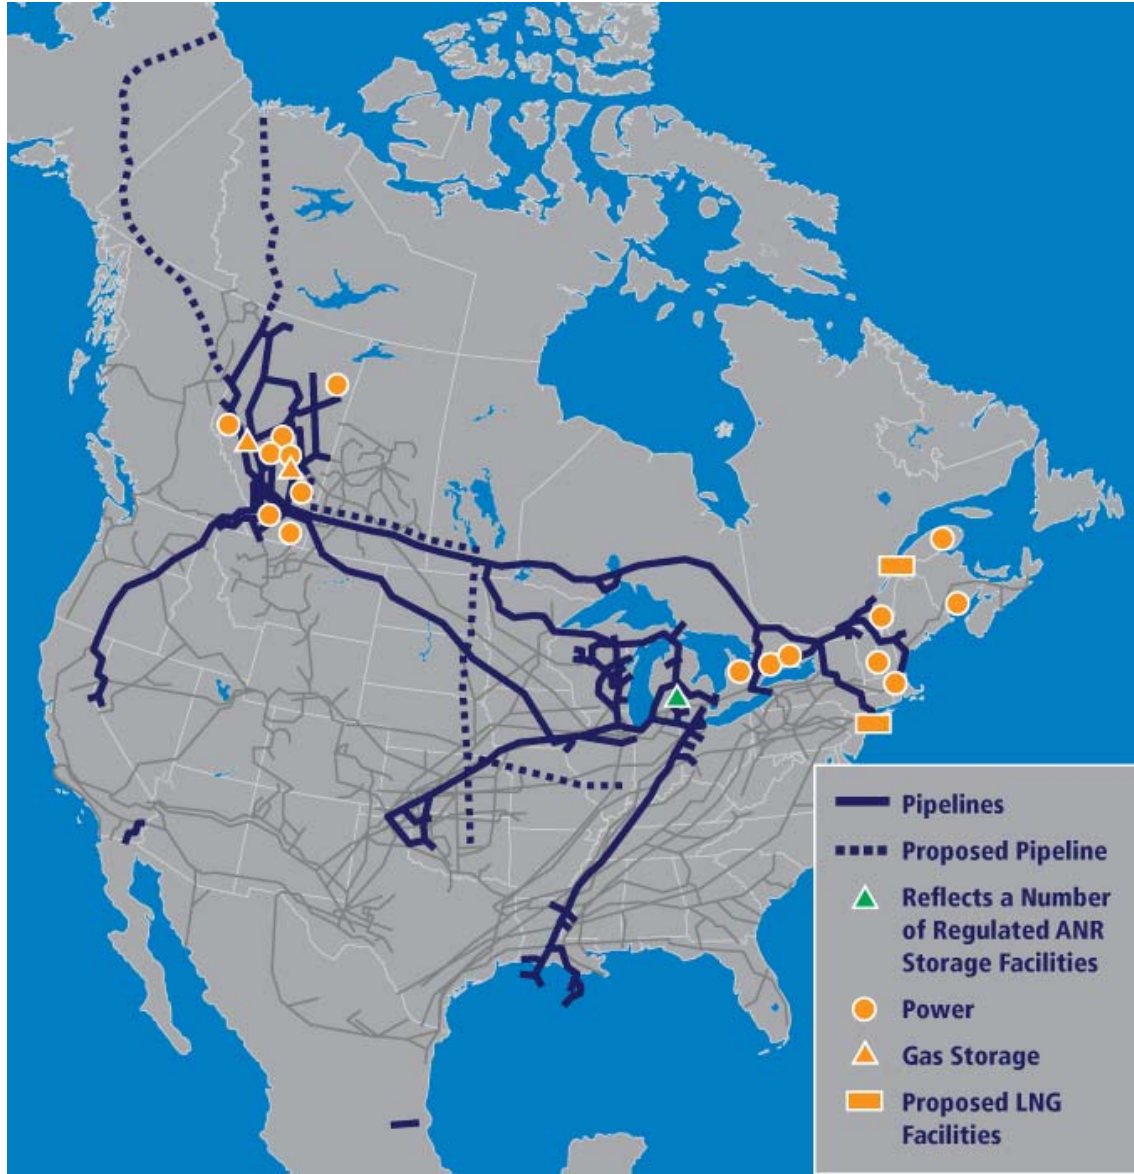 Pipelines
Proposed Pipeline
Reflects a Number
of Regulated ANR
Storage Facilities
Power
Gas Storage
Proposed LNG
Facilities